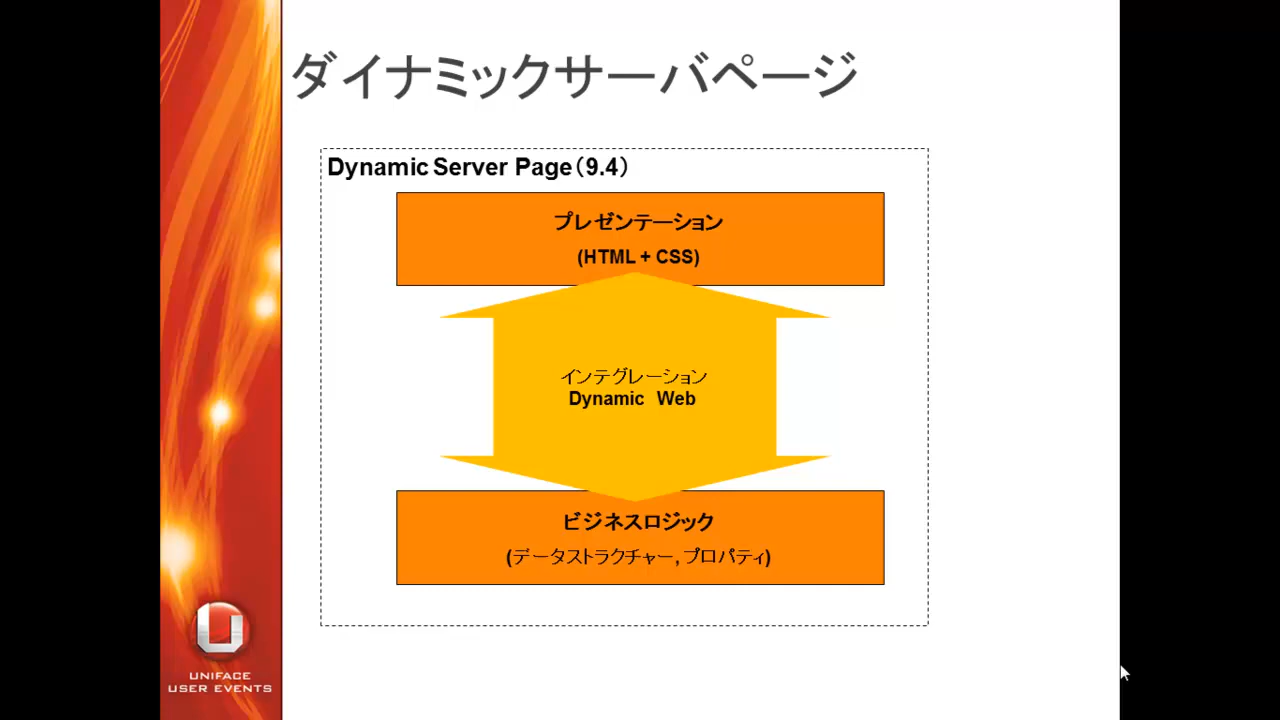 ダイナミックサーバページ
Dynamic Server Page（9.4）
プレゼンテーション
(HTML + CSS)
インテグレーション
Dynamic Web
ビジネスロジック
(データストラクチャー, プロパティ)
UNIFACE
USER EVENTS